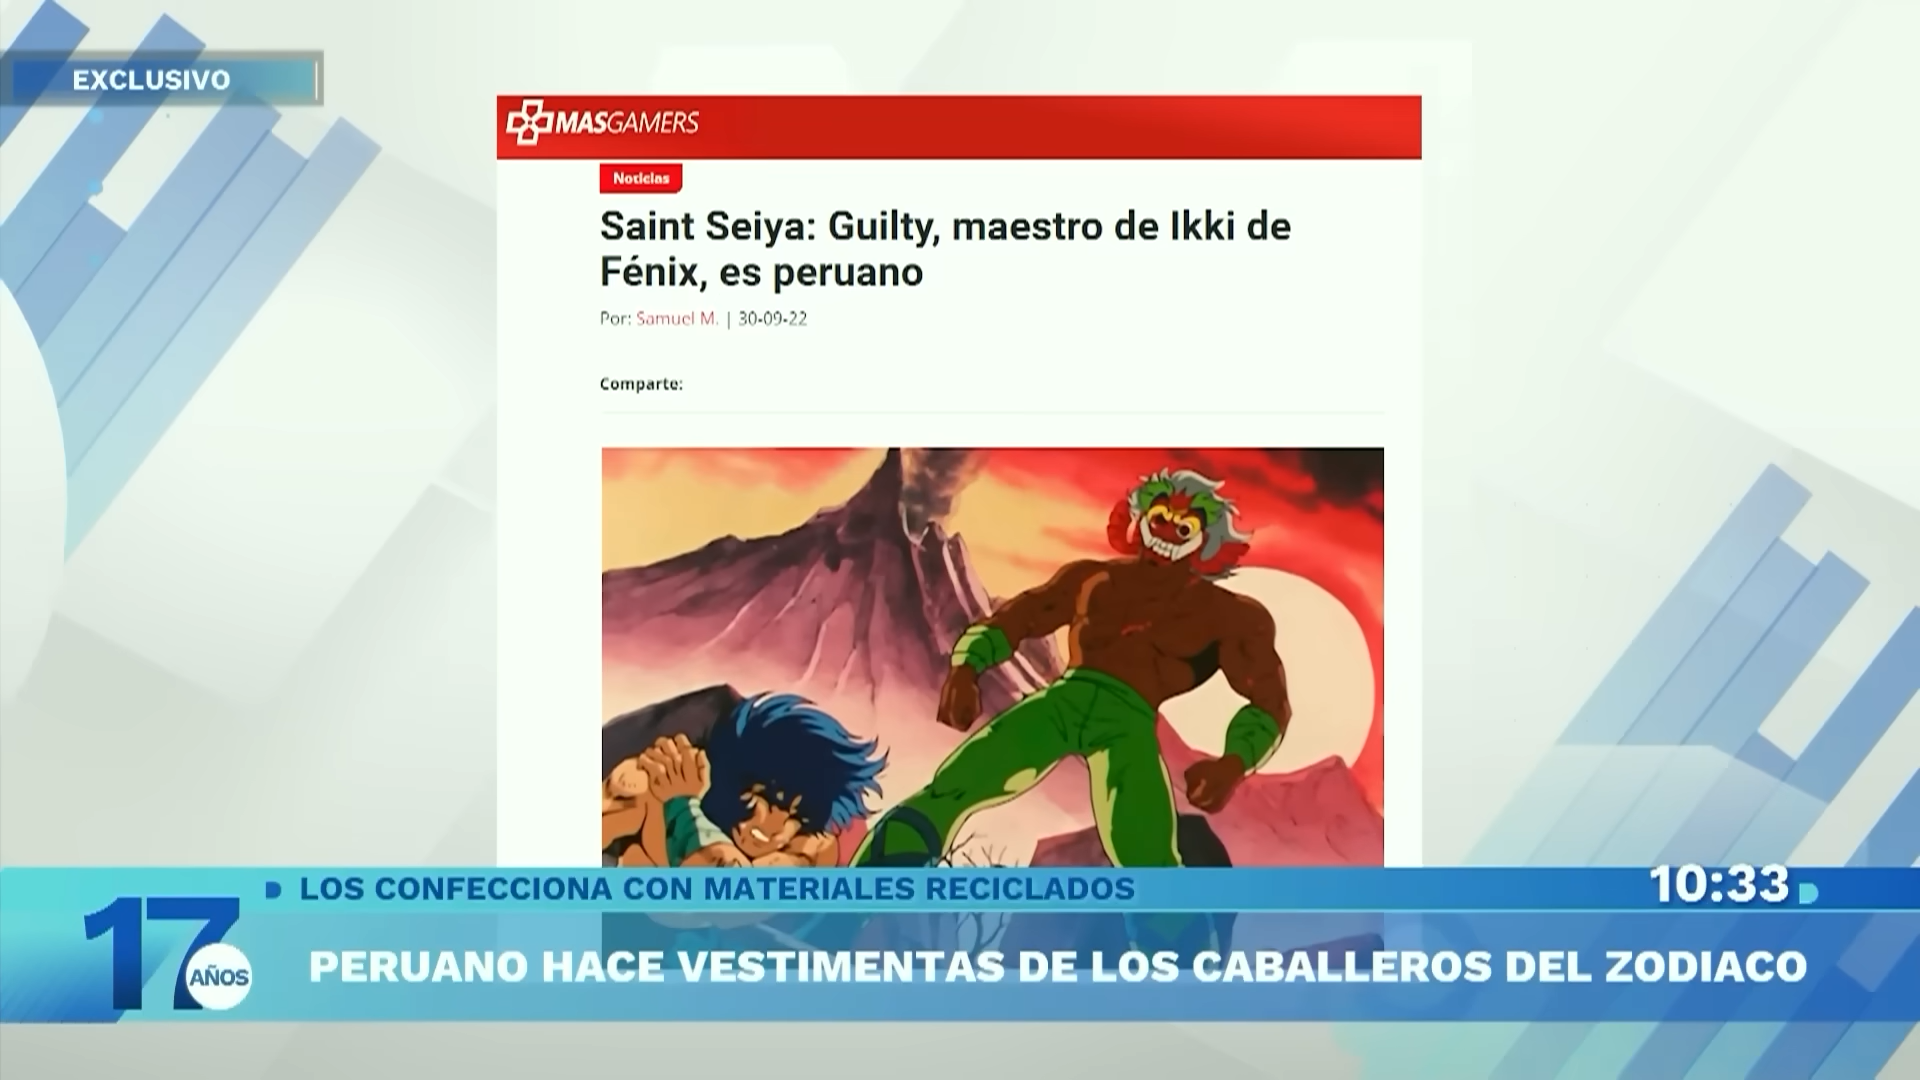 EXCLUSIVO
MASGAMERS
Noticias
Saint Seiya: Guilty, maestro de Ikki de
Fénix, es peruano
Por: Samuel M. | 30-09-22
Comparte:
LOS CONFECCIONA CON MATERIALES RECICLADOS
10:33
17
AÑOS
PERUANO HACE VESTIMENTAS DE LOS CABALLEROS DEL ZODIACO